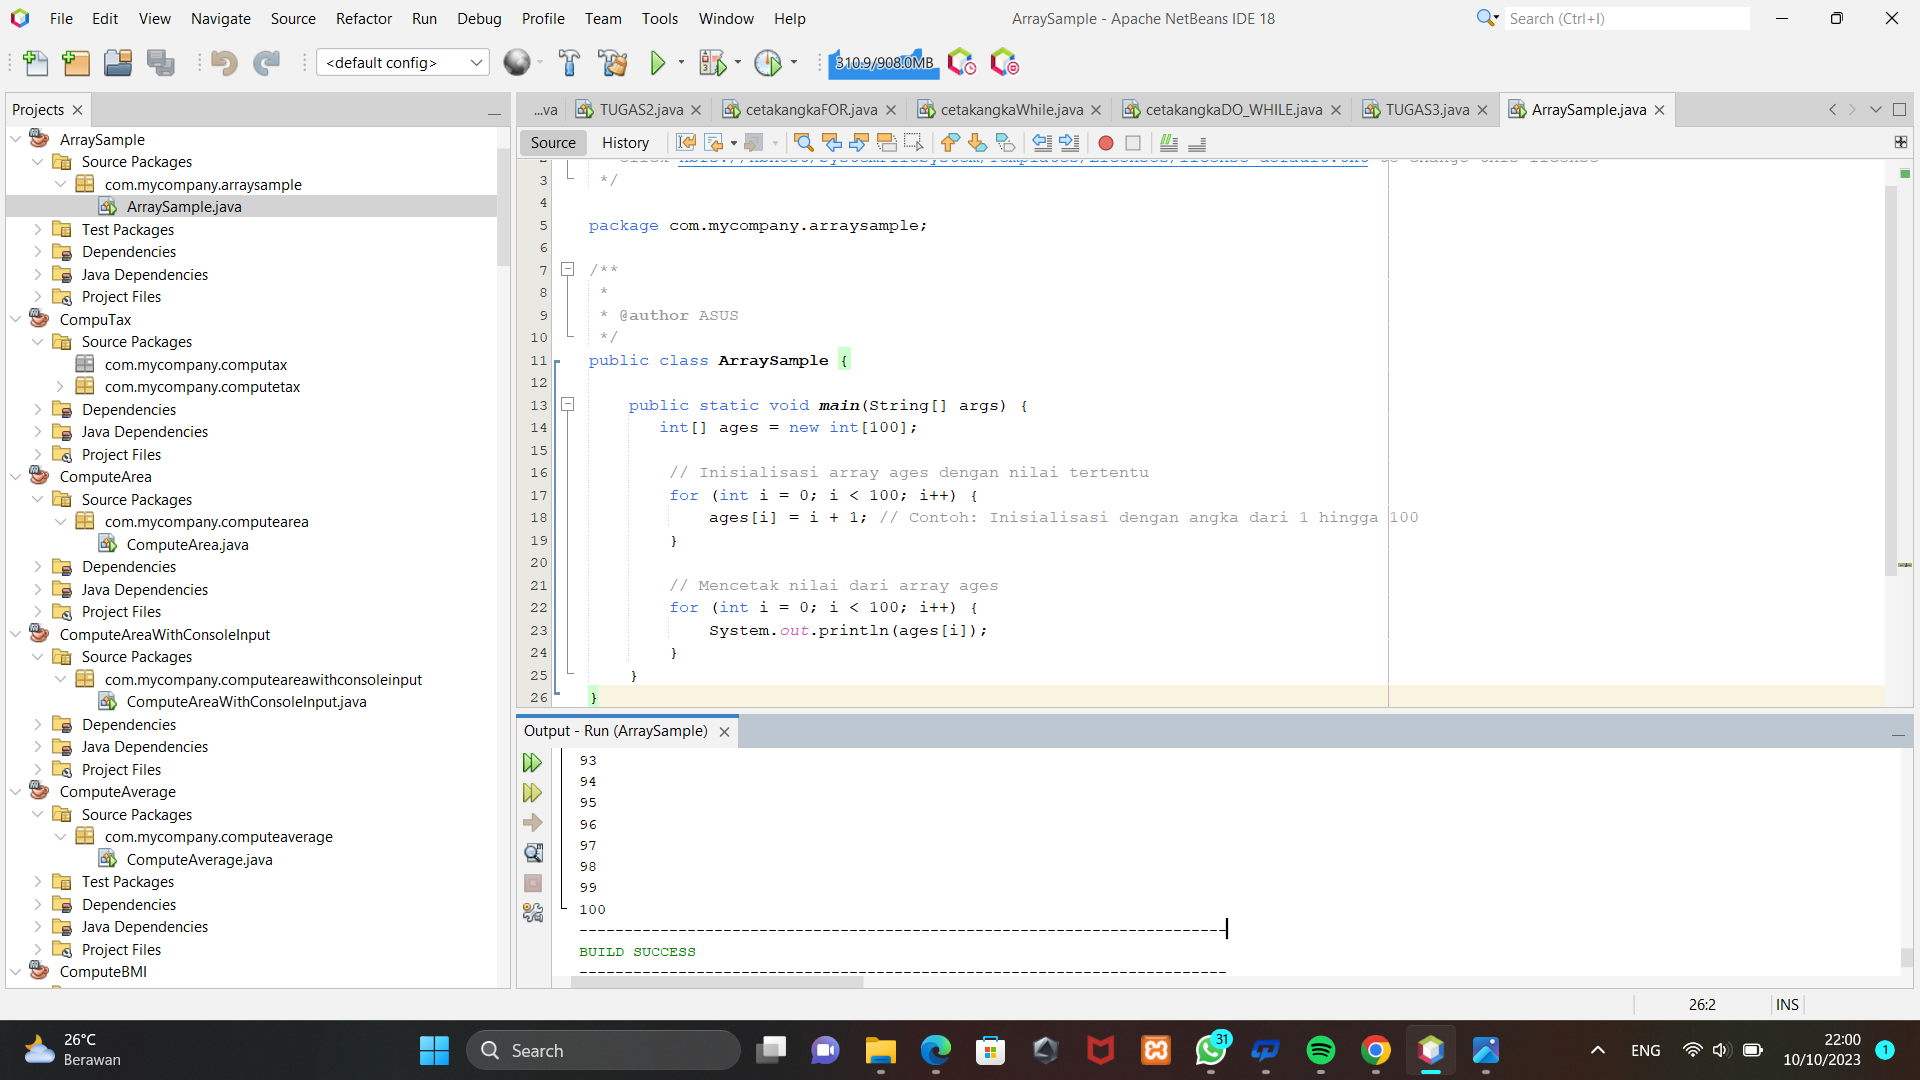 File Edit View Navigate Source Refactor Run Debug Profile Team Tools Window Help
ArraySample - Apache NetBeans IDE 18
Search (Ctrl+I)
<default config>
310.9/908.0MB
Projects
ArraySample
Source Packages
com.mycompany.arraysample
ArraySample.java
Test Packages
Dependencies
Java Dependencies
Project Files
CompuTax
Source Packages
com.mycompany.computax
com.mycompany.computetax
Dependencies
Java Dependencies
Project Files
ComputeArea
Source Packages
com.mycompany.computearea
ComputeArea.java
Dependencies
Java Dependencies
Project Files
ComputeAreaWithConsoleInput
Source Packages
com.mycompany.computeareawithconsoleinput
ComputeAreaWithConsoleInput.java
Dependencies
Java Dependencies
Project Files
ComputeAverage
Source Packages
com.mycompany.computeaverage
ComputeAverage.java
Test Packages
Dependencies
Java Dependencies
Project Files
ComputeBMI
...va TUGAS2.java cetakangkaFOR.java cetakangkaWhile.java cetakangkaDO_WHILE.java TUGAS3.java ArraySample.java
Source History
3 */
4
5 package com.mycompany.arraysample;
6
7 /**
8 *
9 * @author ASUS
10 */
11 public class ArraySample {
12
13 public static void main(String[] args) {
14 int[] ages = new int[100];
15
16 // Inisialisasi array ages dengan nilai tertentu
17 for (int i = 0; i < 100; i++) {
18 ages[i] = i + 1; // Contoh: Inisialisasi dengan angka dari 1 hingga 100
19 }
20
21 // Mencetak nilai dari array ages
22 for (int i = 0; i < 100; i++) {
23 System.out.println(ages[i]);
24 }
25 }
26 }
Output - Run (ArraySample)
93
94
95
96
97
98
99
100
------------------------------------------------------------------------
BUILD SUCCESS
------------------------------------------------------------------------
26:2 INS
26°C
Berawan
Search
31
ENG
22:00
10/10/2023
1